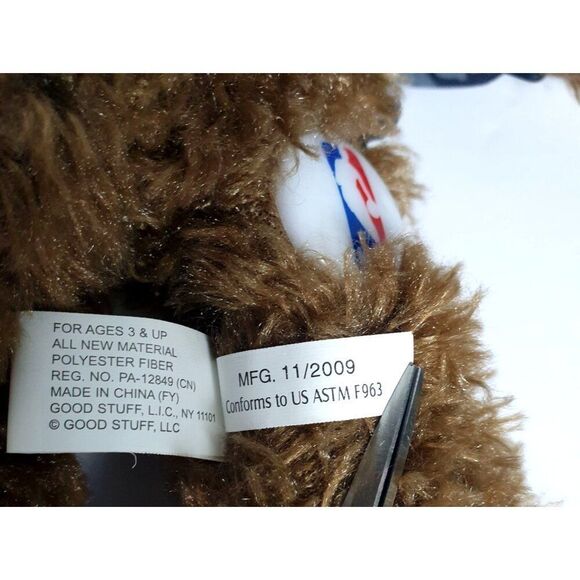 FOR AGES 3 & UP
ALL NEW MATERIAL
POLYESTER FIBER
REG. NO. PA-12849 (CN)
MADE IN CHINA (FY)
GOOD STUFF, L.I.C., NY 11101
© GOOD STUFF, LLC
MFG. 11/2009
Conforms to US ASTM F963